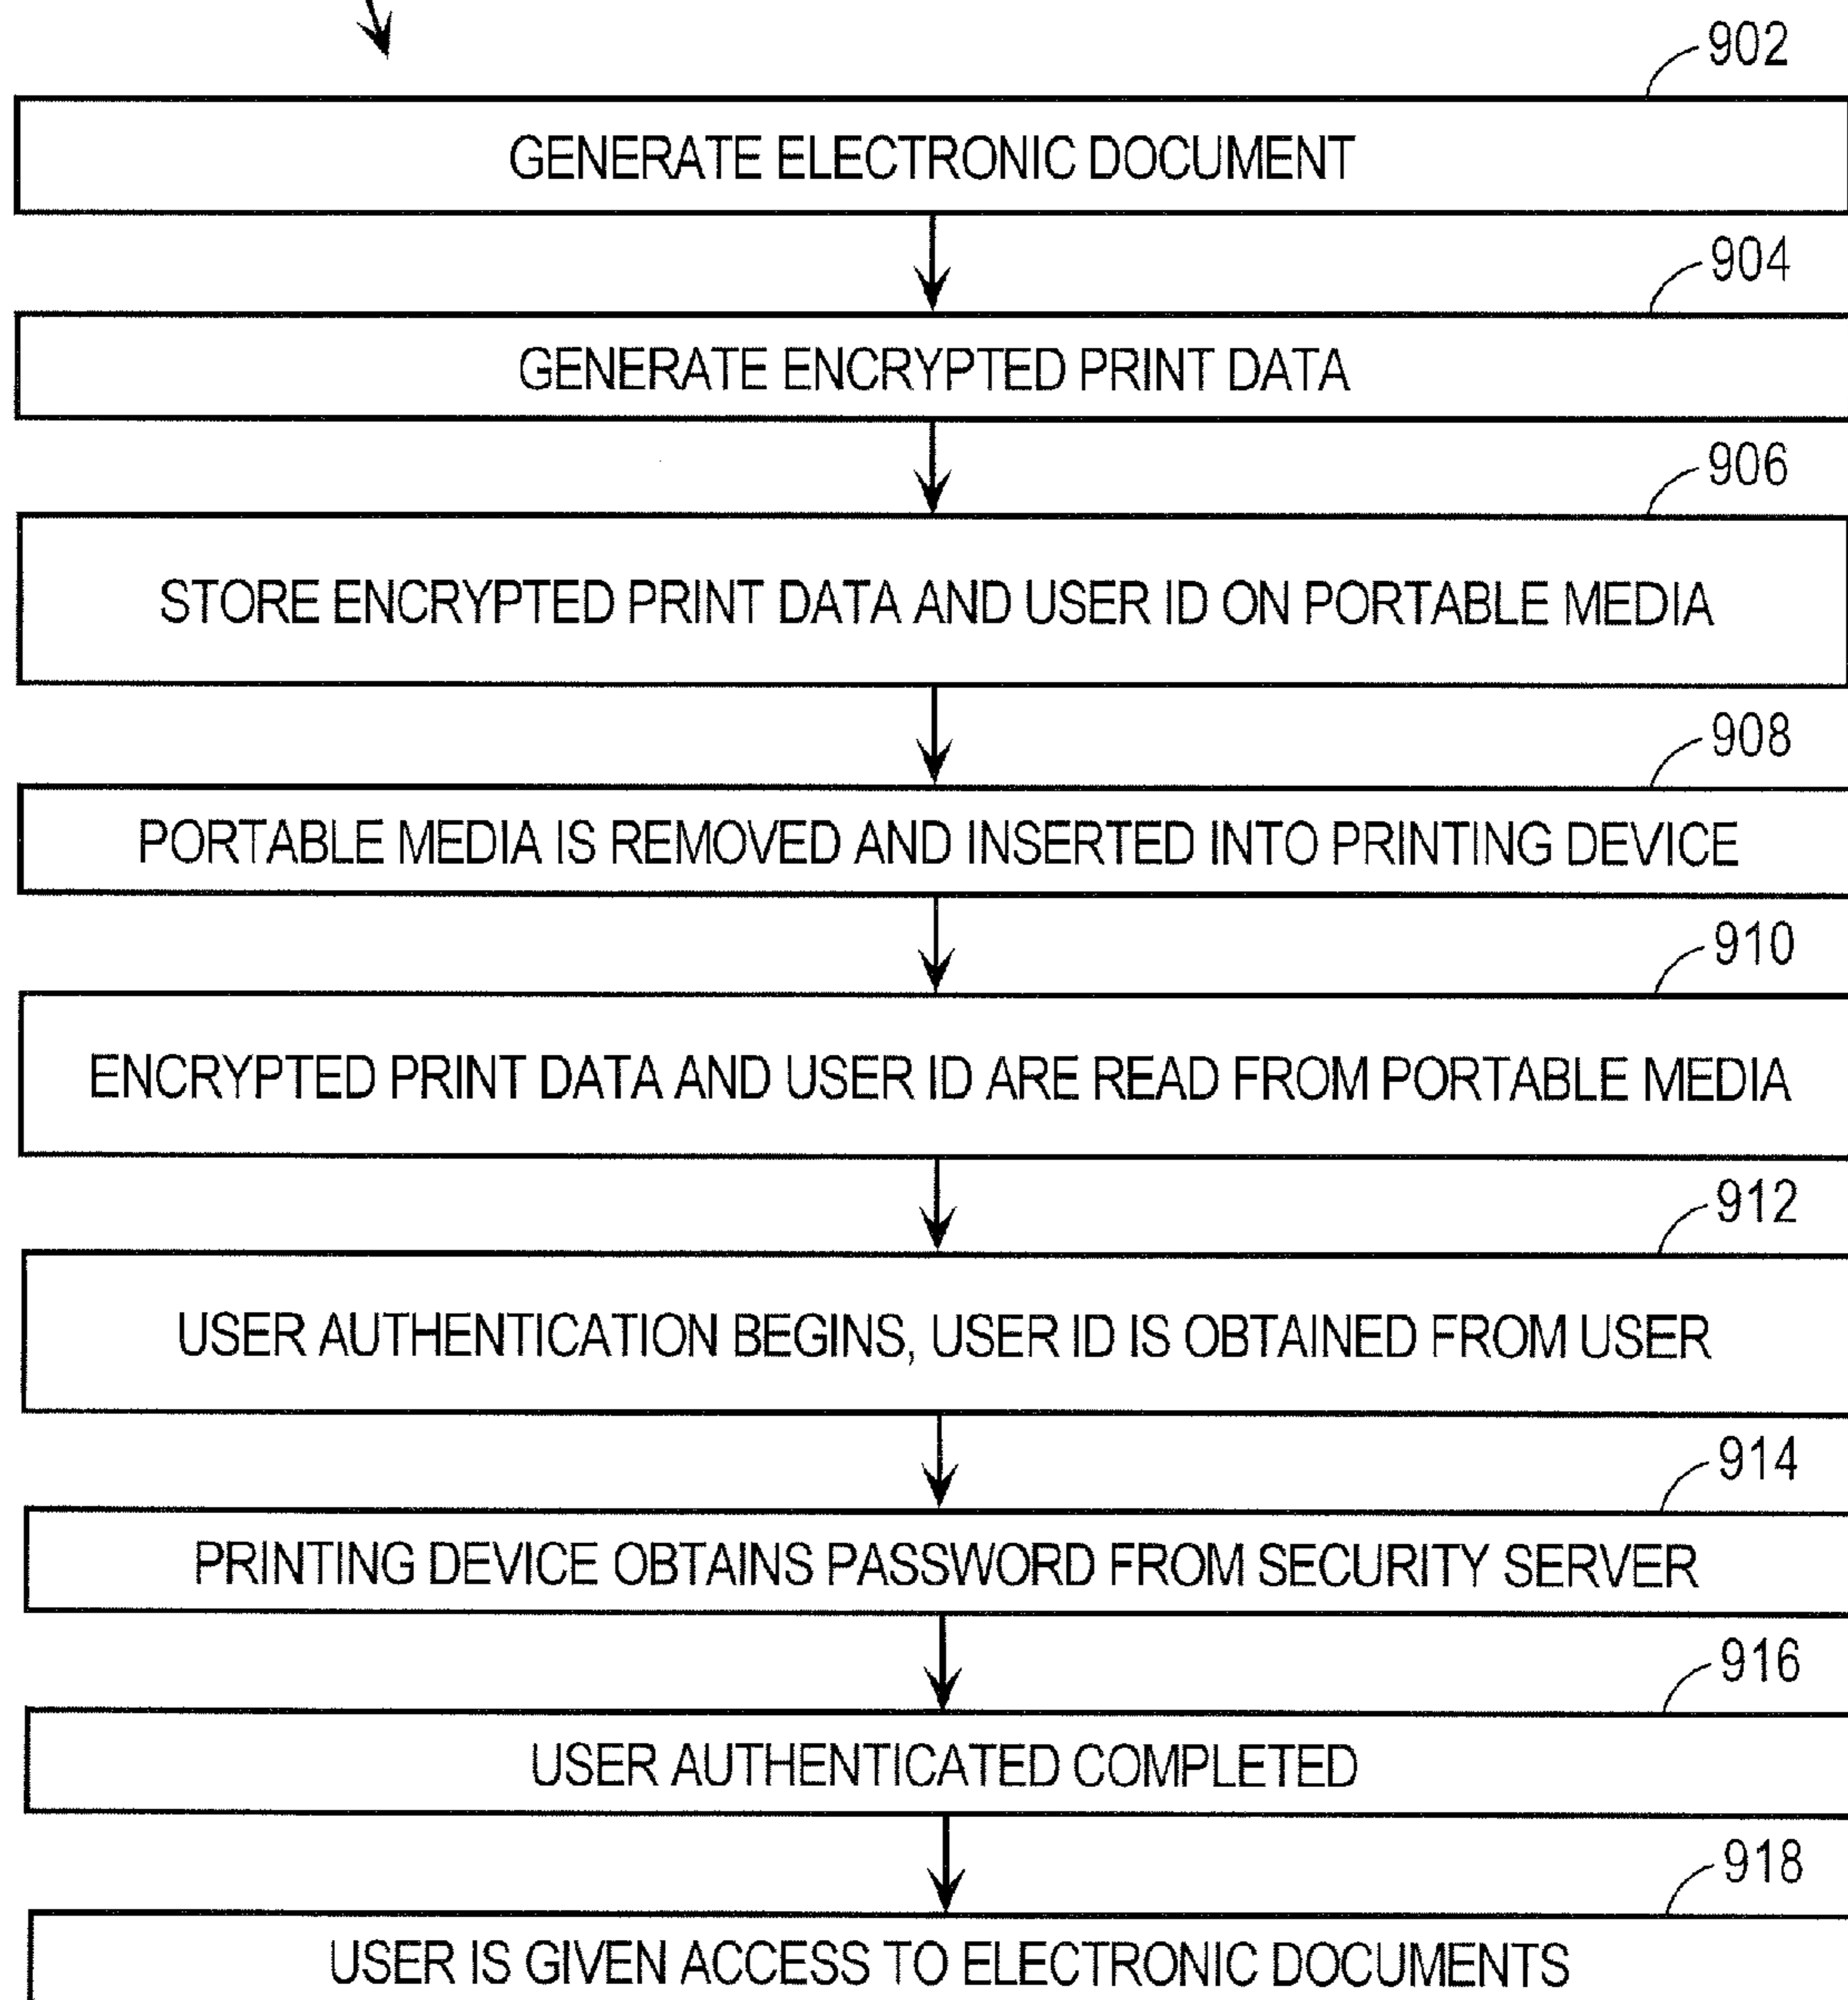 902
GENERATE ELECTRONIC DOCUMENT
904
GENERATE ENCRYPTED PRINT DATA
906
STORE ENCRYPTED PRINT DATA AND USER ID ON PORTABLE MEDIA
908
PORTABLE MEDIA IS REMOVED AND INSERTED INTO PRINTING DEVICE
910
ENCRYPTED PRINT DATA AND USER ID ARE READ FROM PORTABLE MEDIA
912
USER AUTHENTICATION BEGINS, USER ID IS OBTAINED FROM USER
914
PRINTING DEVICE OBTAINS PASSWORD FROM SECURITY SERVER
916
USER AUTHENTICATED COMPLETED
918
USER IS GIVEN ACCESS TO ELECTRONIC DOCUMENTS